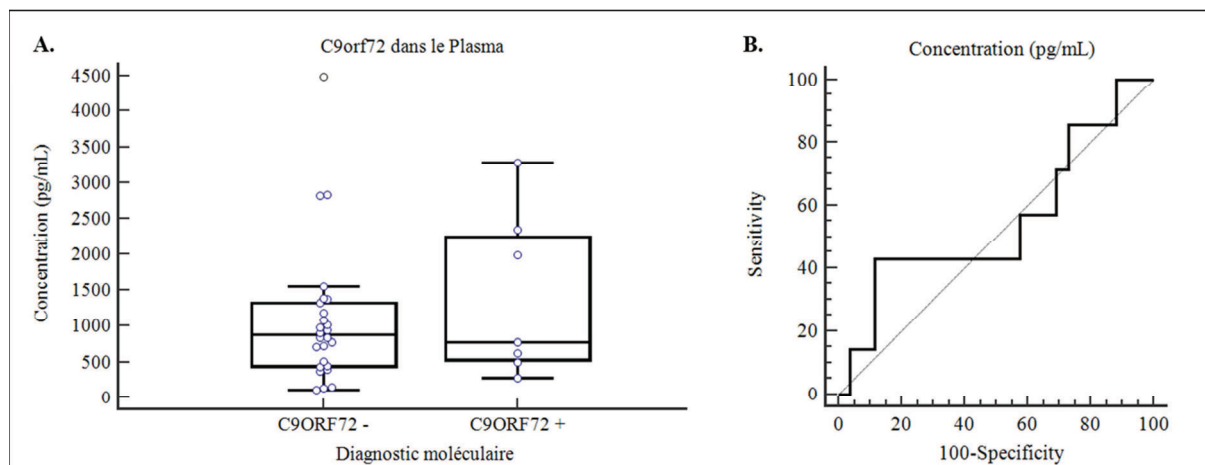 A.
C9orf72 dans le Plasma
Concentration (pg/mL)
4500
4000
3500
3000
2500
2000
1500
1000
500
0
C9ORF72 -
C9ORF72 +
Diagnostic moléculaire
B.
Concentration (pg/mL)
Sensitivity
100
80
60
40
20
0
0
20
40
60
80
100
100-Specificity